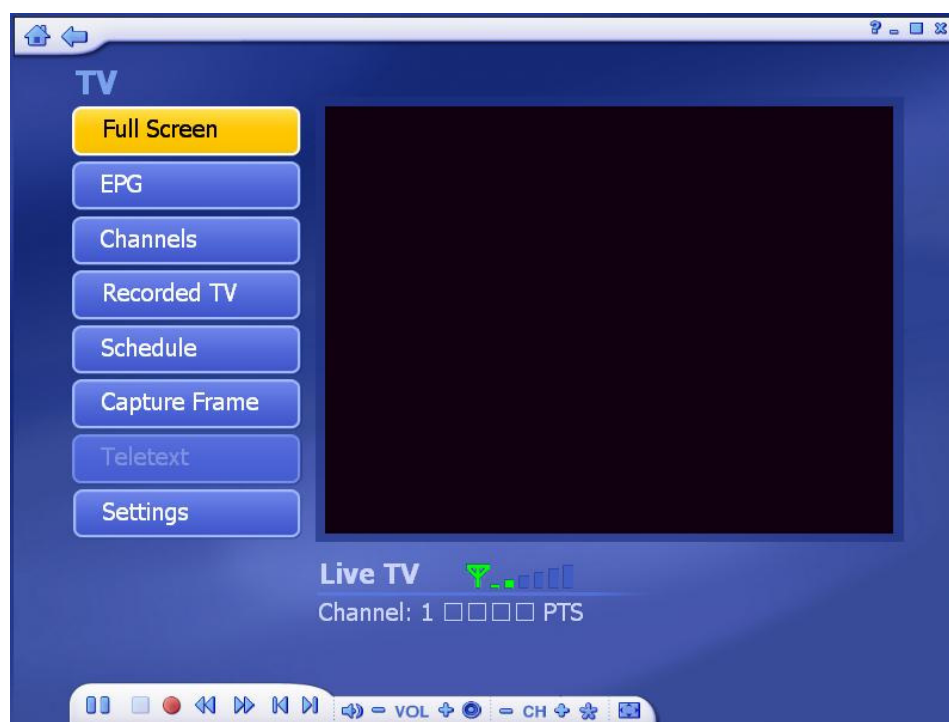 TV
Full Screen
EPG
Channels
Recorded TV
Schedule
Capture Frame
Teletext
Settings
Live TV
Channel: 1 □□□□ PTS
VOL CH